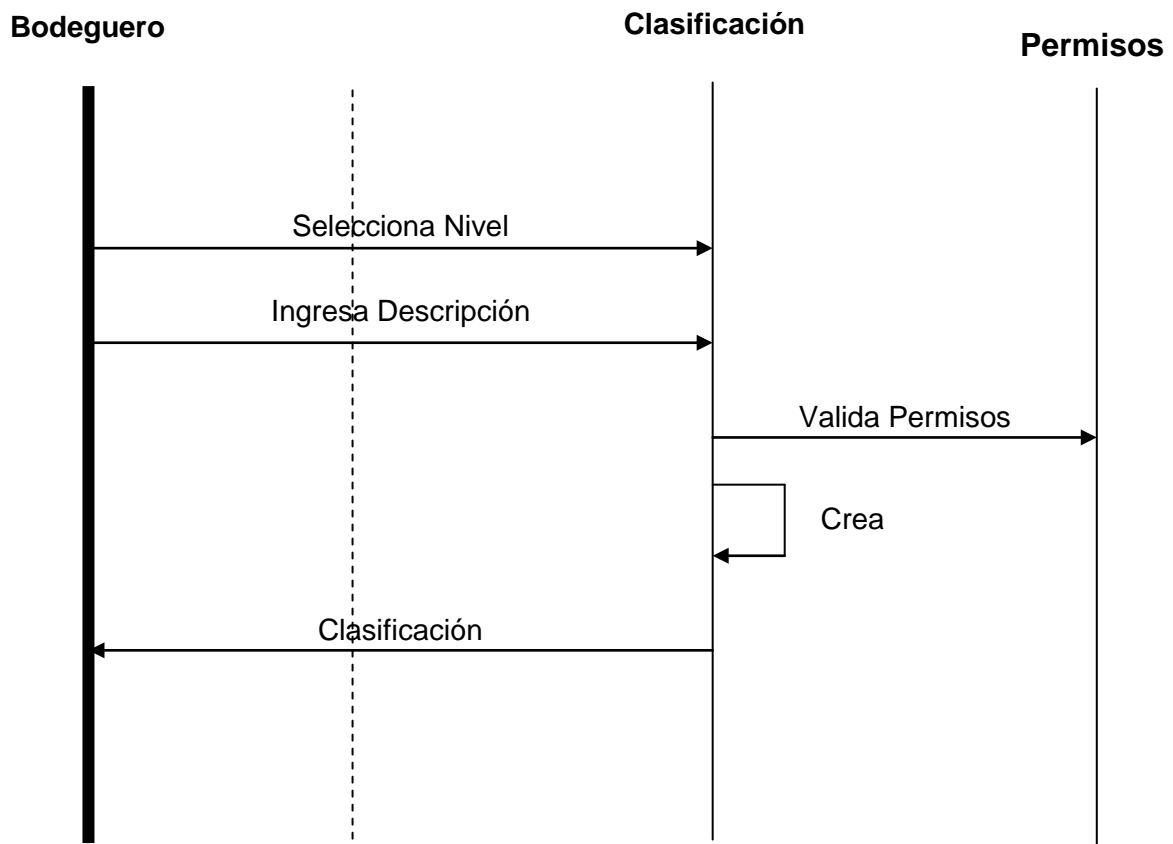 Bodeguero
Clasificación
Permisos
Selecciona Nivel
Ingresa Descripción
Valida Permisos
Crea
Clasificación